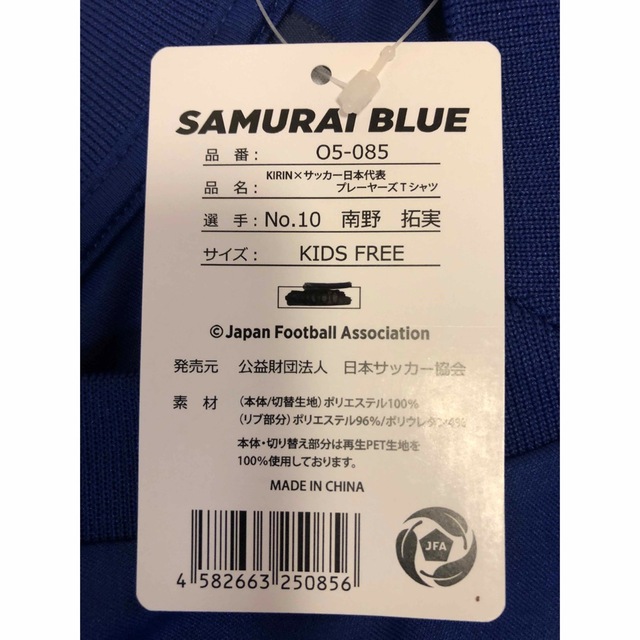 SAMURAI BLUE
品 番 : O5-085
品 名 : KIRIN×サッカー日本代表
プレーヤーズTシャツ
選 手 : No.10 南野 拓実
サイズ : KIDS FREE
©Japan Football Association
発売元 公益財団法人 日本サッカー協会
素 材 (本体/切替生地)ポリエステル100%
(リブ部分)ポリエステル96%/ポリウレタン4%
本体・切り替え部分は再生PET生地を
100%使用しております。
MADE IN CHINA
JFA
4 582663 250856